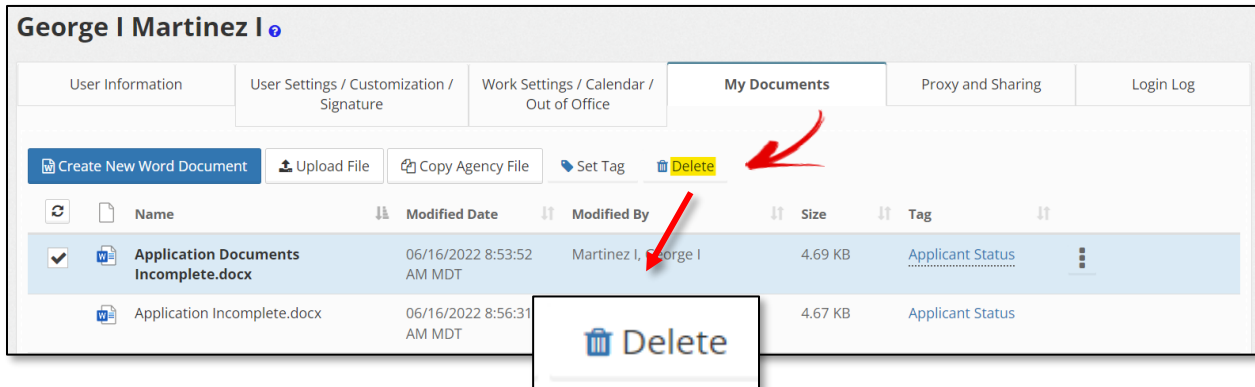 George I Martinez I
User Information
User Settings / Customization /
Signature
Work Settings / Calendar /
Out of Office
My Documents
Proxy and Sharing
Login Log
Create New Word Document
Upload File
Copy Agency File
Set Tag
Delete
Name
Modified Date
Modified By
Size
Tag
Application Documents
Incomplete.docx
06/16/2022 8:53:52
AM MDT
Martinez I, George I
4.69 KB
Applicant Status
Application Incomplete.docx
06/16/2022 8:56:31
AM MDT
4.67 KB
Applicant Status
Delete